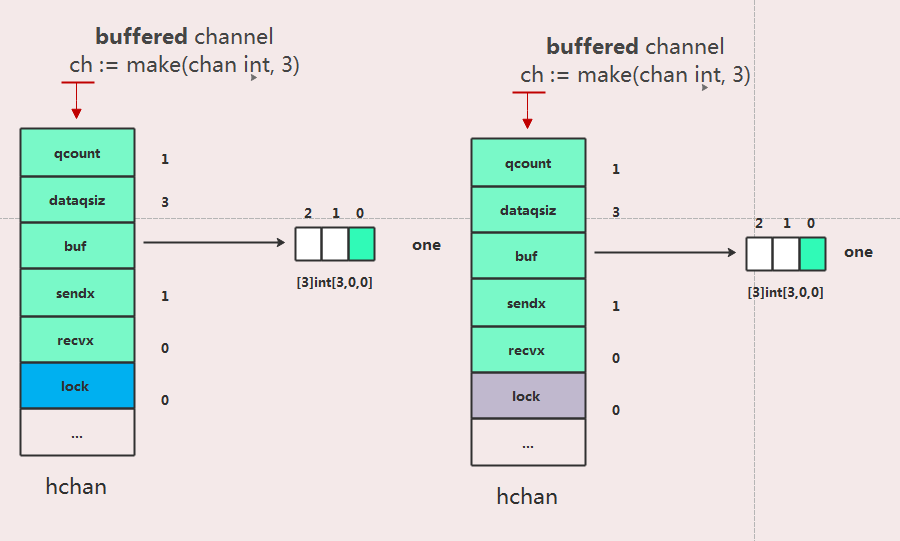 buffered channel
ch := make(chan int, 3)
qcount
1
dataqsiz
3
buf
2 1 0
one
[3]int[3,0,0]
sendx
1
recvx
0
lock
0
...
hchan
buffered channel
ch := make(chan int, 3)
qcount
1
dataqsiz
3
buf
2 1 0
one
[3]int[3,0,0]
sendx
1
recvx
0
lock
0
...
hchan